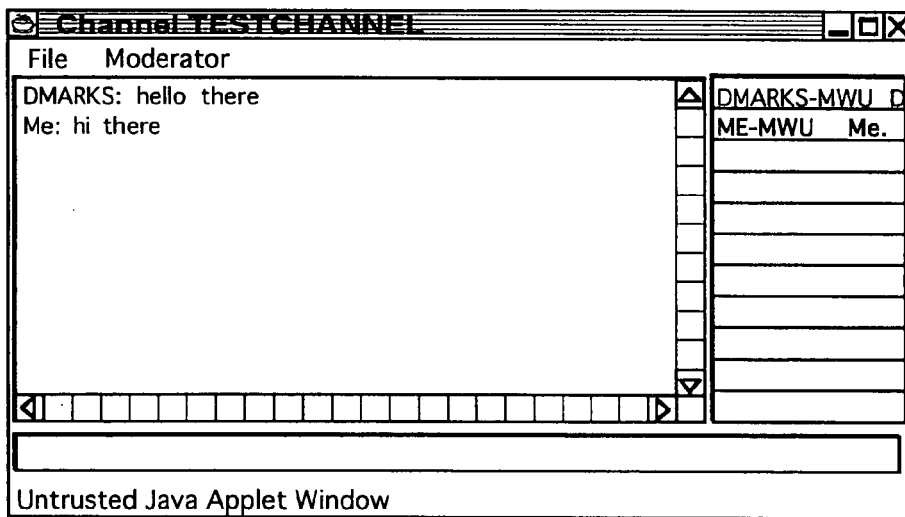 Channel TESTCHANNEL
File Moderator
DMARKS: hello there
Me: hi there
DMARKS-MWU D
ME-MWU Me.
Untrusted Java Applet Window